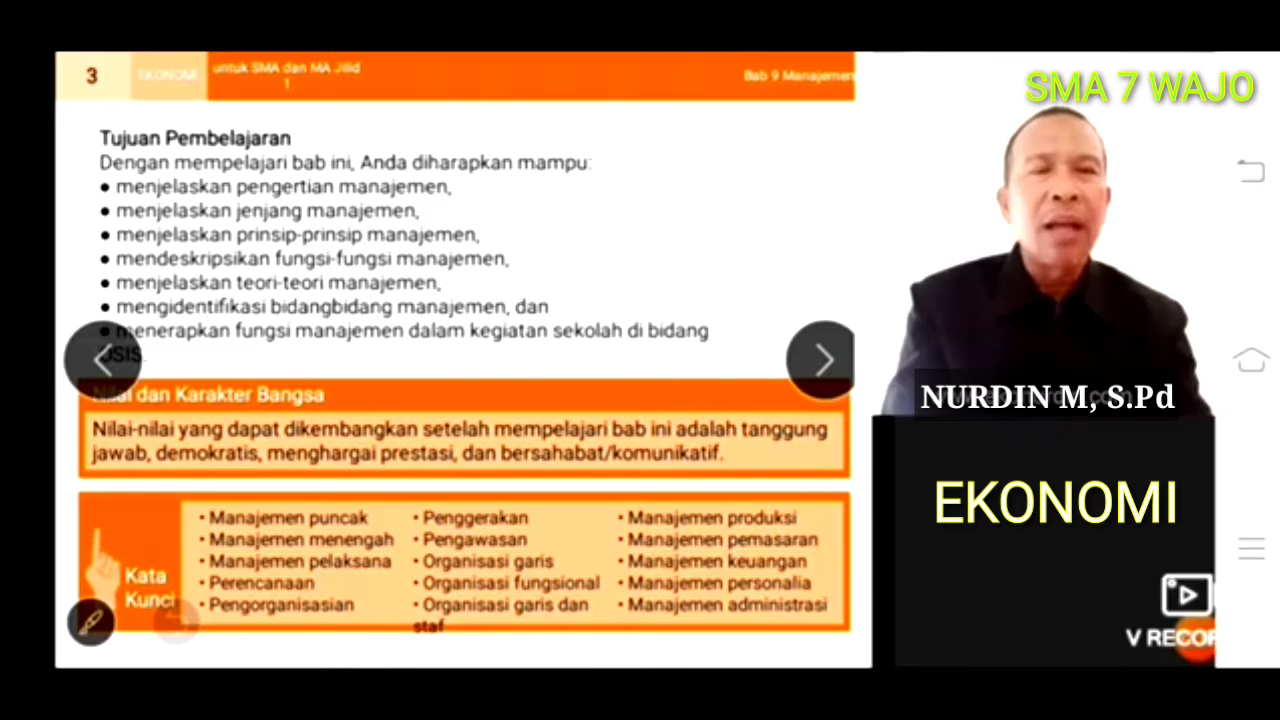 3
EKONOMI
untuk SMA dan MA Jilid
1
Bab 9 Manajemen
SMA 7 WAJO
Tujuan Pembelajaran
Dengan mempelajari bab ini, Anda diharapkan mampu:
● menjelaskan pengertian manajemen,
● menjelaskan jenjang manajemen,
● menjelaskan prinsip-prinsip manajemen,
● mendeskripsikan fungsi-fungsi manajemen,
● menjelaskan teori-teori manajemen,
● mengidentifikasi bidangbidang manajemen, dan
● menerapkan fungsi manajemen dalam kegiatan sekolah di bidang
OSIS.
Nilai dan Karakter Bangsa
Nilai-nilai yang dapat dikembangkan setelah mempelajari bab ini adalah tanggung
jawab, demokratis, menghargai prestasi, dan bersahabat/komunikatif.
Kata
Kunci
• Manajemen puncak
• Manajemen menengah
• Manajemen pelaksana
• Perencanaan
• Pengorganisasian
• Penggerakan
• Pengawasan
• Organisasi garis
• Organisasi fungsional
• Organisasi garis dan
staf
• Manajemen produksi
• Manajemen pemasaran
• Manajemen keuangan
• Manajemen personalia
• Manajemen administrasi
NURDIN M, S.Pd
EKONOMI
V RECOR